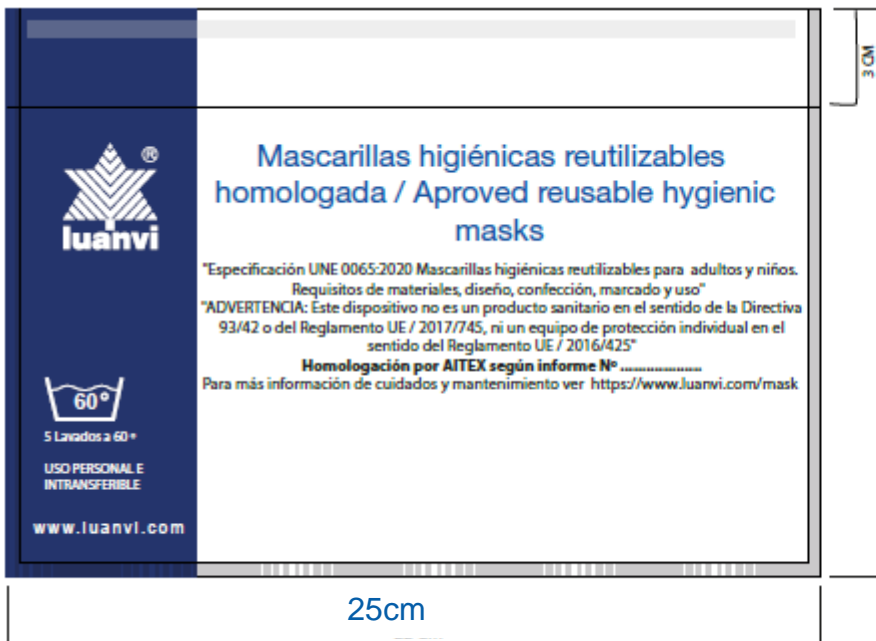 3 CM
®
luanvi
Mascarillas higiénicas reutilizables
homologada / Aproved reusable hygienic
masks
"Especificación UNE 0065:2020 Mascarillas higiénicas reutilizables para adultos y niños.
Requisitos de materiales, diseño, confección, marcado y uso"
"ADVERTENCIA: Este dispositivo no es un producto sanitario en el sentido de la Directiva
93/42 o del Reglamento UE / 2017/745, ni un equipo de protección individual en el
sentido del Reglamento UE / 2016/425"
Homologación por AITEX según informe Nº ......................
Para más información de cuidados y mantenimiento ver https://www.luanvi.com/mask
60°
5 Lavados a 60º
USO PERSONAL E
INTRANSFERIBLE
www.luanvi.com
25cm